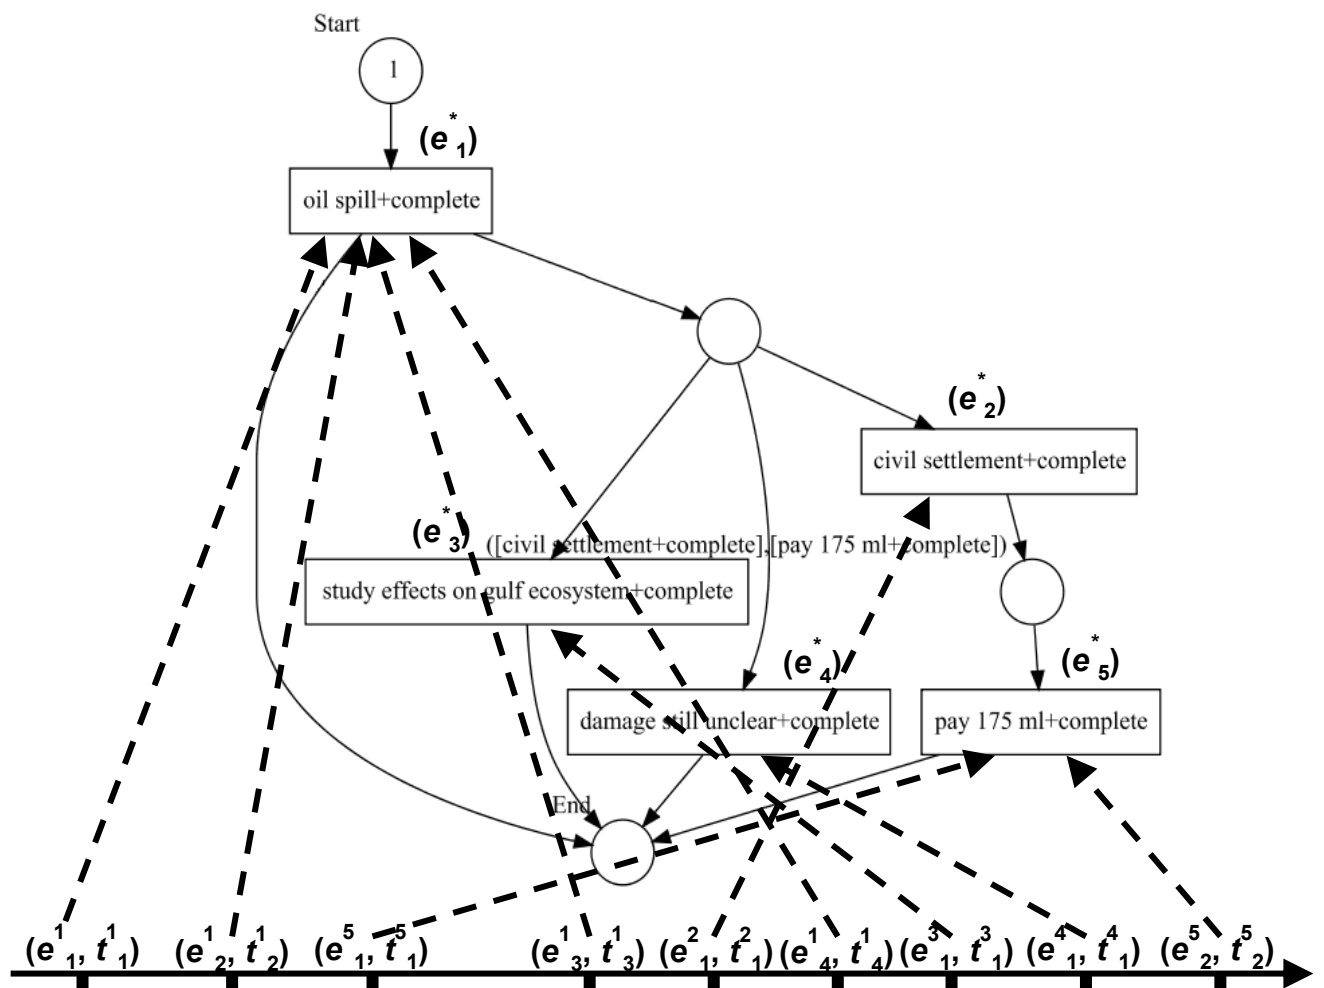 Start
1
(e*1)
oil spill+complete
(e*2)
civil settlement+complete
(e*3)
([civil settlement+complete],[pay 175 ml+complete])
study effects on gulf ecosystem+complete
(e*4)
(e*5)
damage still unclear+complete
pay 175 ml+complete
End
(e¹₁, t¹₁) (e¹₂, t¹₂) (e⁵₁, t⁵₁) (e¹₃, t¹₃) (e²₁, t²₁) (e¹₄, t¹₄) (e³₁, t³₁) (e⁴₁, t⁴₁) (e⁵₂, t⁵₂)